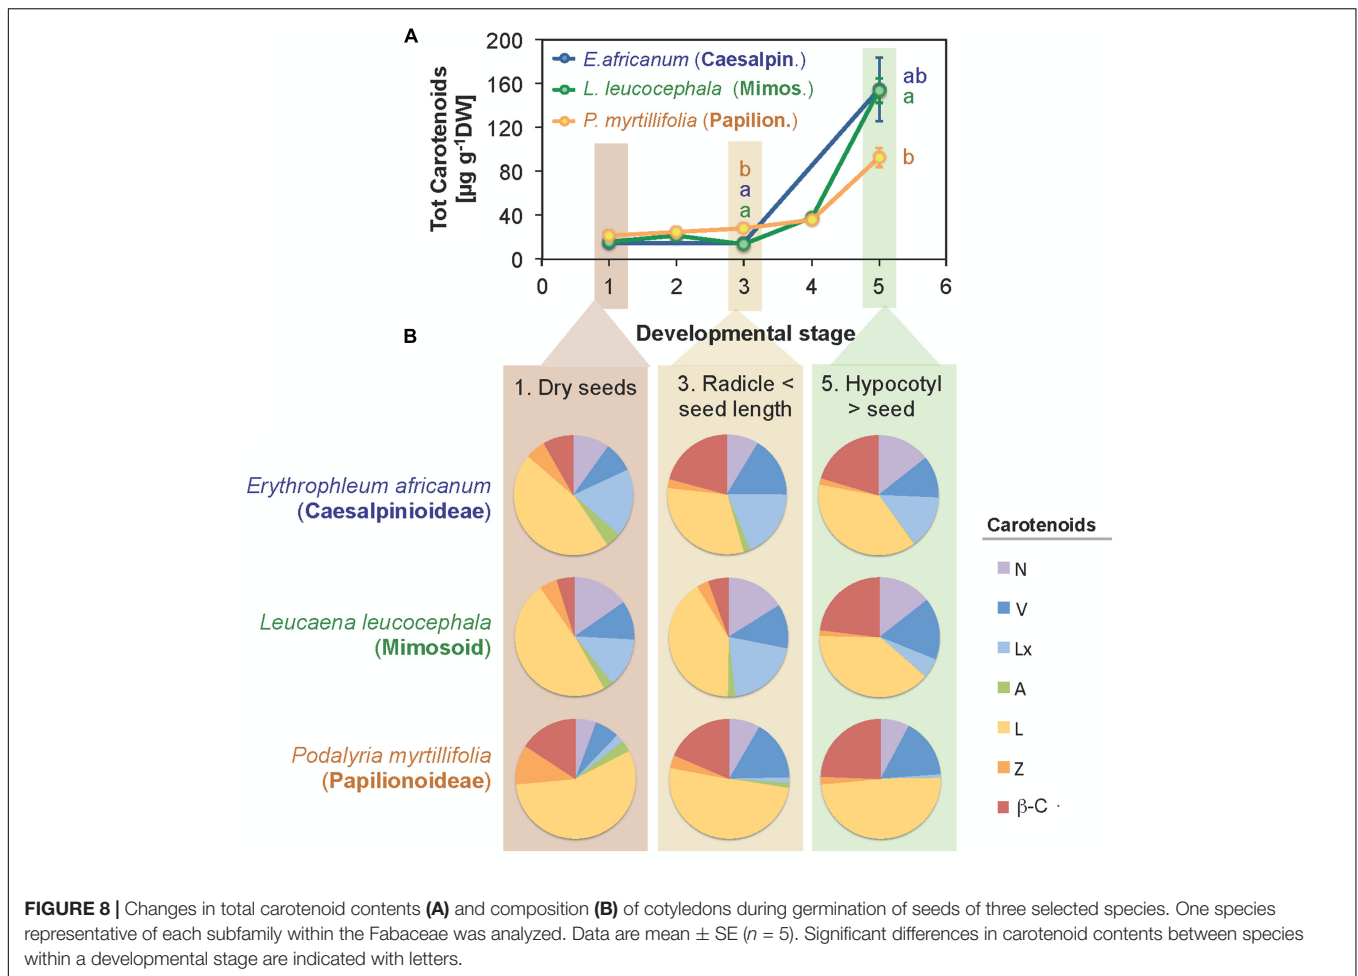 A
200
160
120
80
40
0
Tot Carotenoids
[µg g-1DW]
E.africanum (Caesalpin.)
L. leucocephala (Mimos.)
P. myrtillifolia (Papilion.)
b
a
a
ab
a
b
0 1 2 3 4 5 6
Developmental stage
B
1. Dry seeds
3. Radicle <
seed length
5. Hypocotyl
> seed
Erythrophleum africanum
(Caesalpinioideae)
Leucaena leucocephala
(Mimosoid)
Podalyria myrtillifolia
(Papilionoideae)
Carotenoids
N
V
Lx
A
L
Z
β-C
FIGURE 8 | Changes in total carotenoid contents (A) and composition (B) of cotyledons during germination of seeds of three selected species. One species
representative of each subfamily within the Fabaceae was analyzed. Data are mean ± SE (n = 5). Significant differences in carotenoid contents between species
within a developmental stage are indicated with letters.